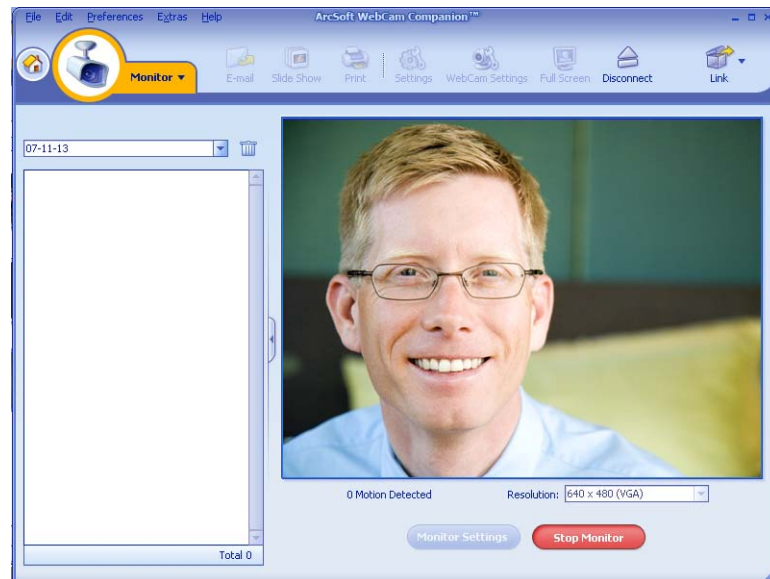 File Edit Preferences Extras Help
ArcSoft WebCam Companion™
Monitor
E-mail Slide Show Print Settings WebCam Settings Full Screen Disconnect Link
07-11-13
0 Motion Detected Resolution: 640 x 480 (VGA)
Monitor Settings Stop Monitor
Total 0